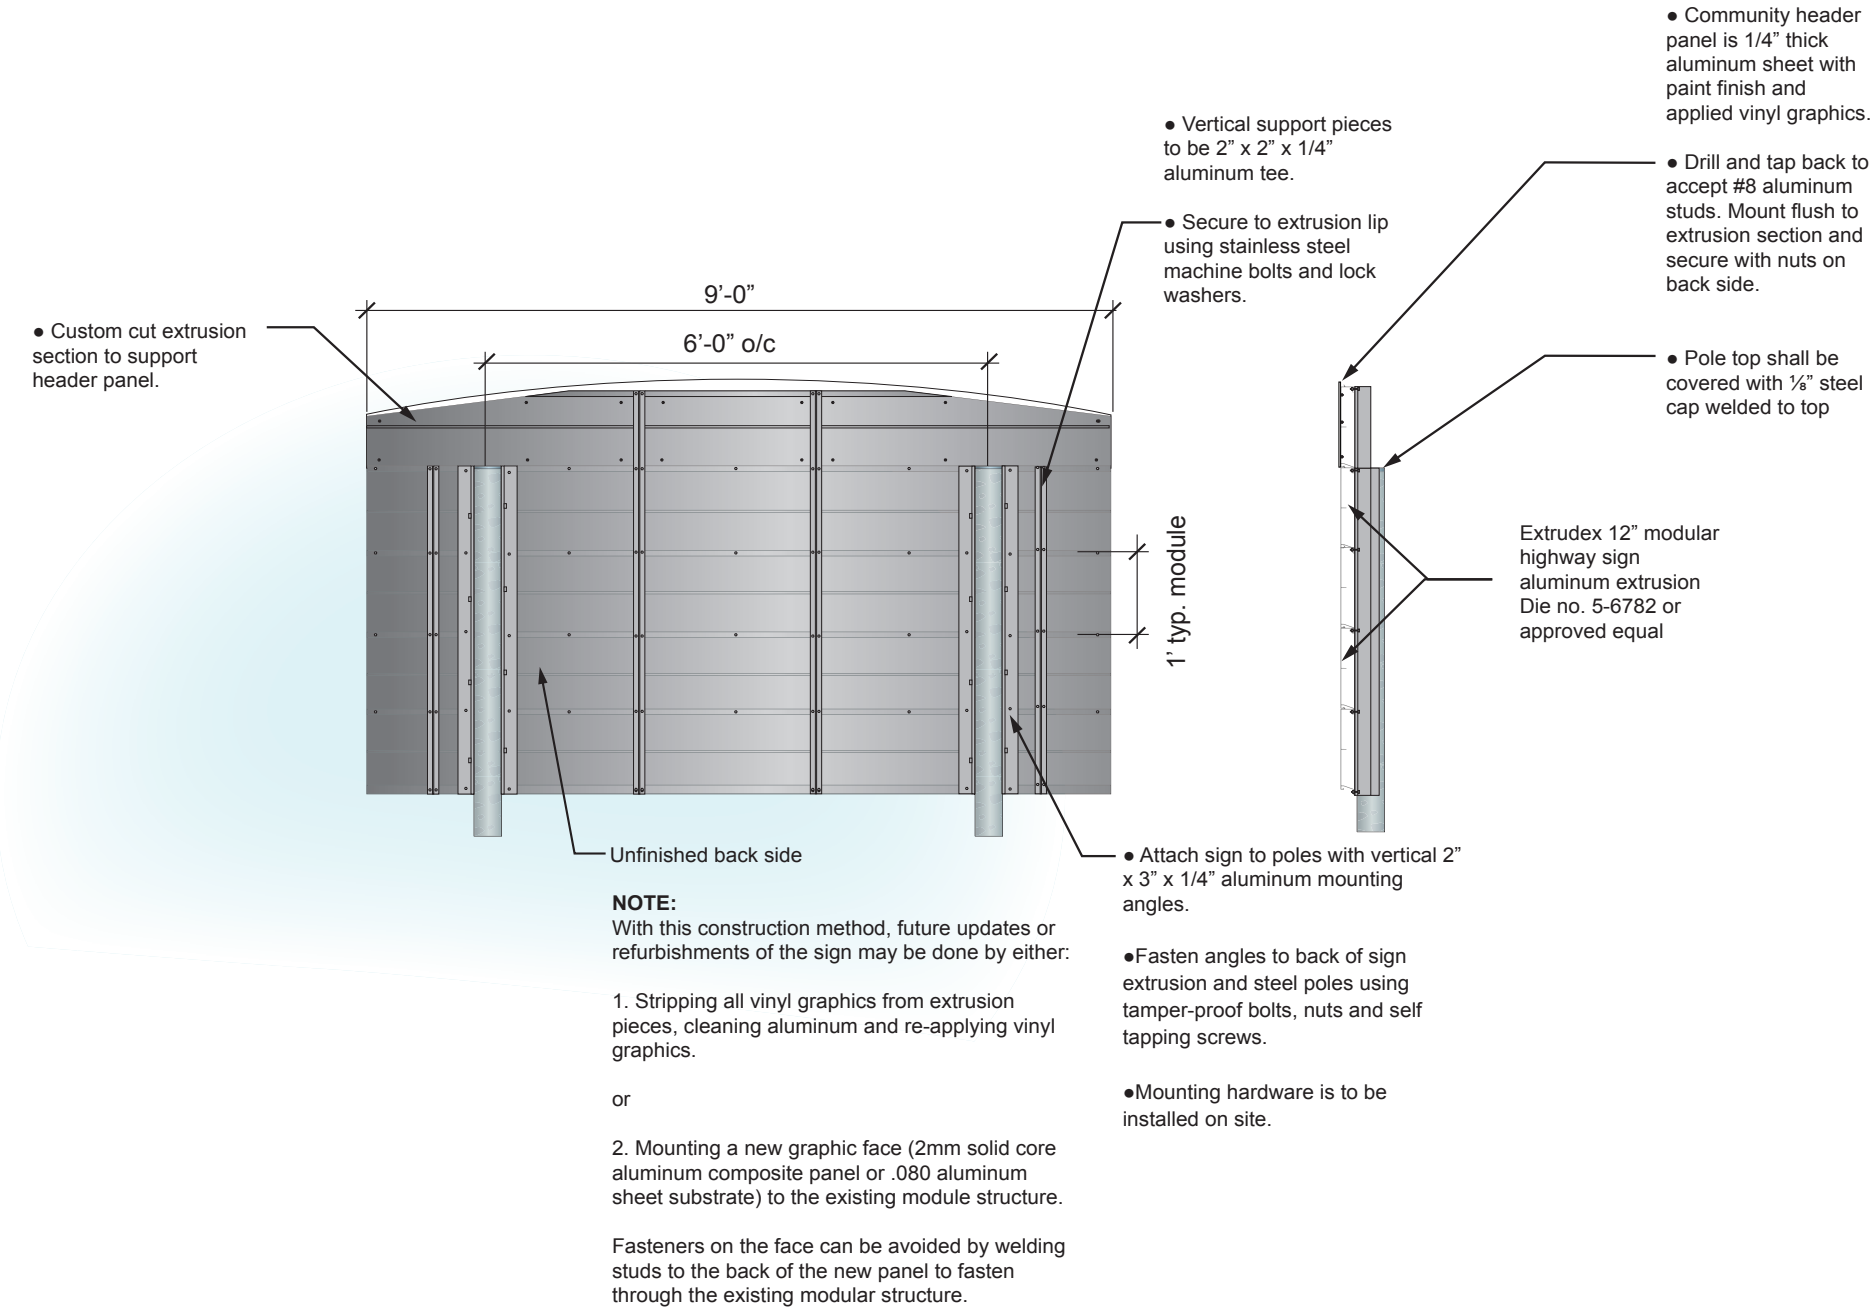 ● Community header
panel is 1/4” thick
aluminum sheet with
paint finish and
applied vinyl graphics.
● Vertical support pieces
to be 2” x 2” x 1/4”
aluminum tee.
● Drill and tap back to
accept #8 aluminum
studs. Mount flush to
extrusion section and
secure with nuts on
back side.
● Secure to extrusion lip
using stainless steel
machine bolts and lock
washers.
9’-0”
6’-0” o/c
● Custom cut extrusion
section to support
header panel.
● Pole top shall be
covered with ⅛” steel
cap welded to top
1’ typ. module
Extrudex 12” modular
highway sign
aluminum extrusion
Die no. 5-6782 or
approved equal
Unfinished back side
NOTE:
With this construction method, future updates or
refurbishments of the sign may be done by either:
1. Stripping all vinyl graphics from extrusion
pieces, cleaning aluminum and re-applying vinyl
graphics.
or
2. Mounting a new graphic face (2mm solid core
aluminum composite panel or .080 aluminum
sheet substrate) to the existing module structure.
Fasteners on the face can be avoided by welding
studs to the back of the new panel to fasten
through the existing modular structure.
● Attach sign to poles with vertical 2”
x 3” x 1/4” aluminum mounting
angles.
●Fasten angles to back of sign
extrusion and steel poles using
tamper-proof bolts, nuts and self
tapping screws.
●Mounting hardware is to be
installed on site.